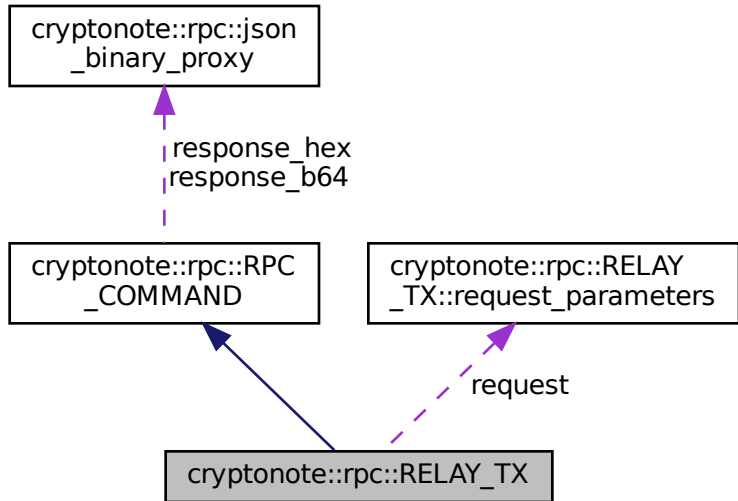 cryptonote::rpc::json
_binary_proxy
response_hex
response_b64
cryptonote::rpc::RPC
_COMMAND
cryptonote::rpc::RELAY
_TX::request_parameters
request
cryptonote::rpc::RELAY_TX